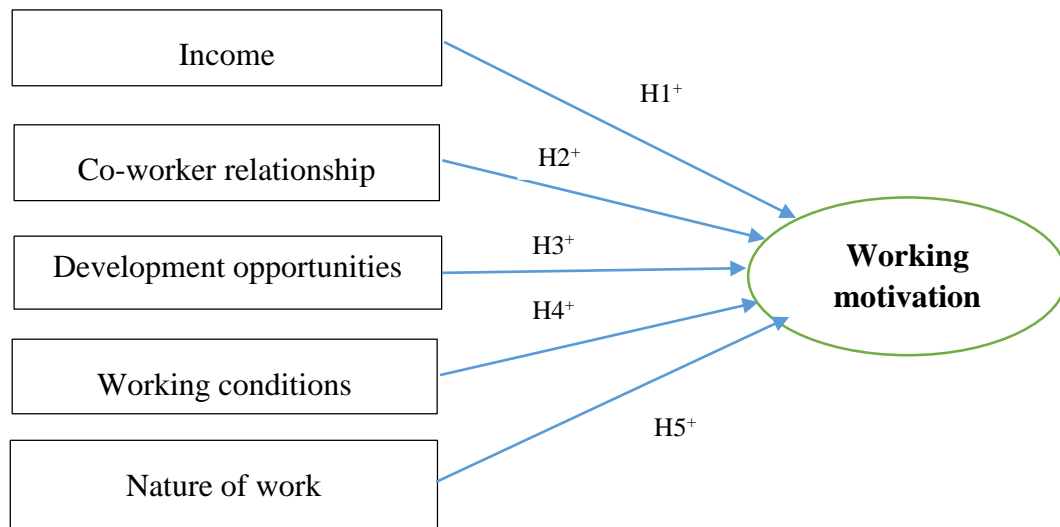 Income
H1+
Co-worker relationship
H2+
Development opportunities
H3+
Working
motivation
H4+
Working conditions
H5+
Nature of work